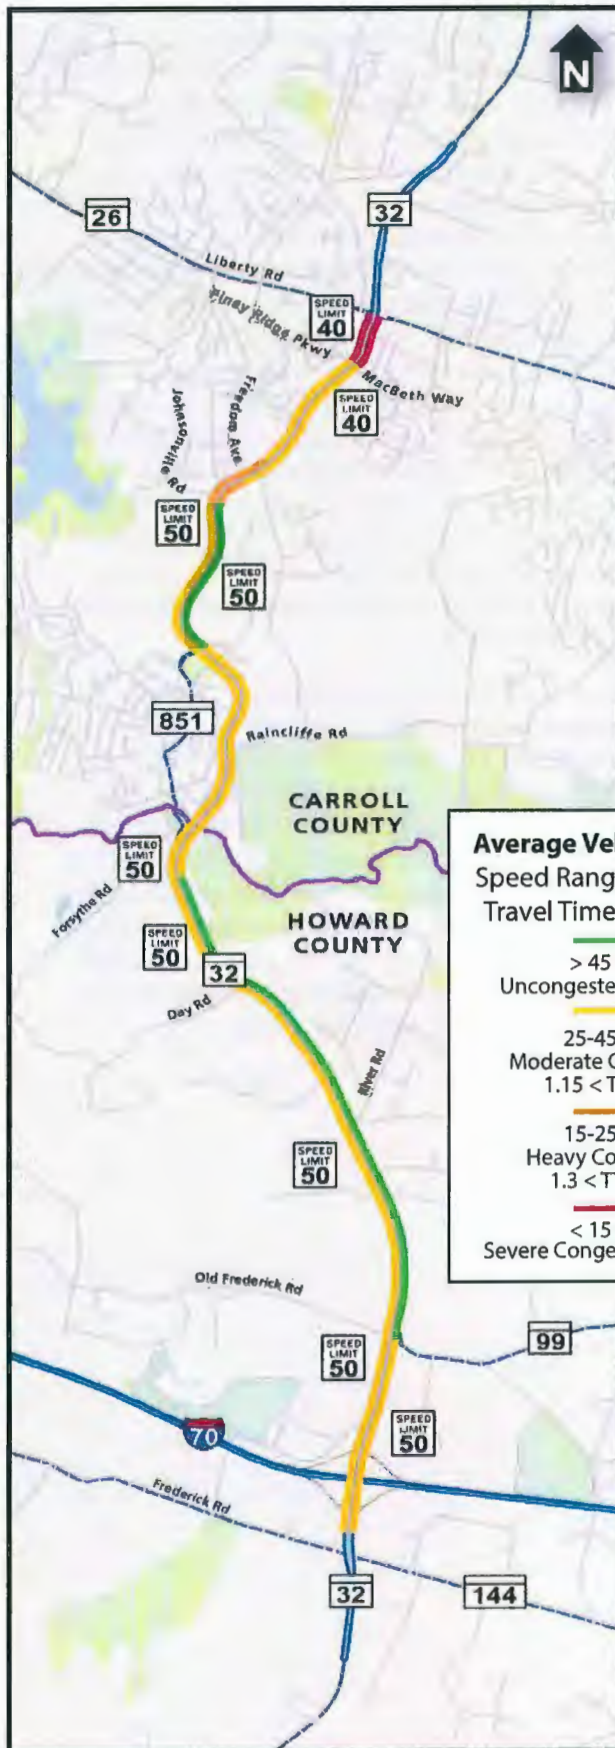 N
26
32
Liberty Rd
Piney Ridge Pkwy
SPEED
LIMIT
40
MacBeth Way
SPEED
LIMIT
40
Johnsonville Rd
Freedom Ave
SPEED
LIMIT
50
SPEED
LIMIT
50
851
Raincliffe Rd
CARROLL
COUNTY
SPEED
LIMIT
50
Forsythe Rd
HOWARD
COUNTY
SPEED
LIMIT
50
32
Day Rd
River Rd
Average Vel
Speed Rang
Travel Time
> 45
Uncongeste
25-45
Moderate C
1.15 < T
15-25
Heavy Co
1.3 < T
< 15
Severe Conge
SPEED
LIMIT
50
Old Frederick Rd
99
SPEED
LIMIT
50
SPEED
LIMIT
50
70
Frederick Rd
32
144